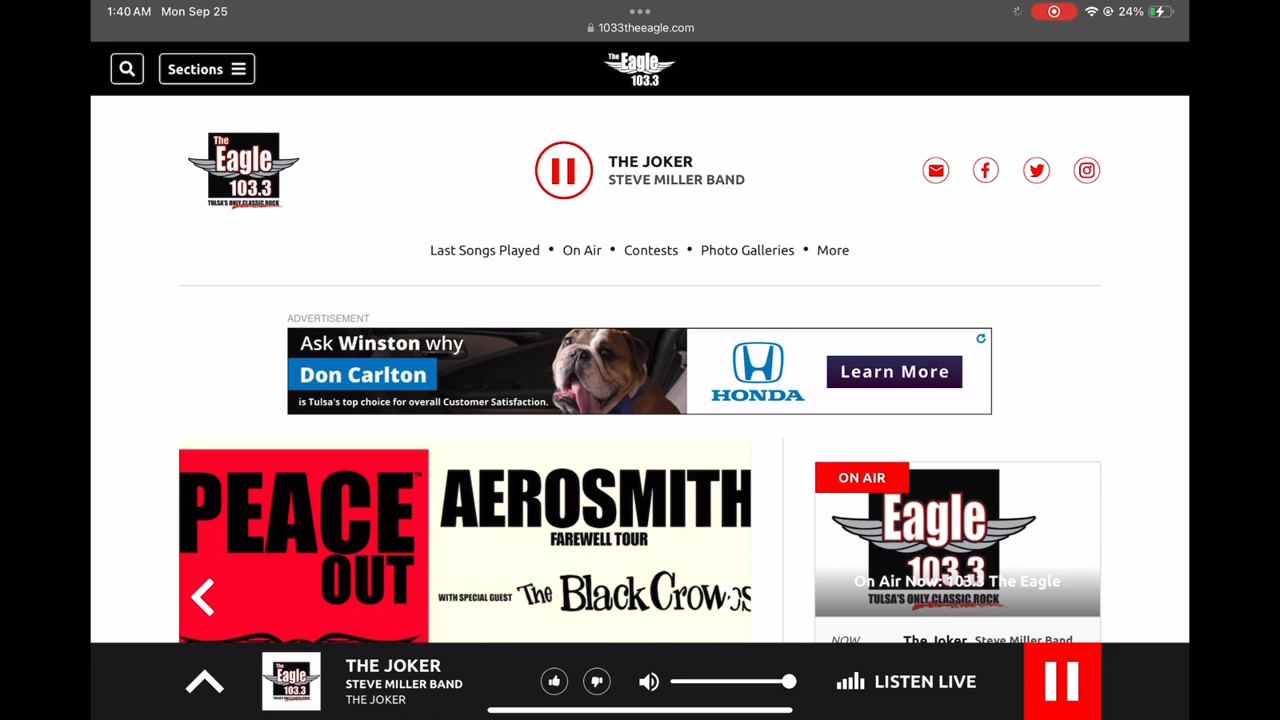 1:40 AM Mon Sep 25
24%
1033theeagle.com
Sections
The
Eagle
103.3
The
Eagle
103.3
TULSA'S ONLY CLASSIC ROCK
THE JOKER
STEVE MILLER BAND
Last Songs Played • On Air • Contests • Photo Galleries • More
ADVERTISEMENT
Ask Winston why
Don Carlton
is Tulsa's top choice for overall Customer Satisfaction.
HONDA
Learn More
PEACE
OUT
™
AEROSMITH
FAREWELL TOUR
WITH SPECIAL GUEST The Black Crowes
ON AIR
Eagle
103.3
On Air Now: 103.3 The Eagle
TULSA'S ONLY CLASSIC ROCK
NOW The Joker Steve Miller Band
The
Eagle
103.3
THE JOKER
STEVE MILLER BAND
THE JOKER
LISTEN LIVE